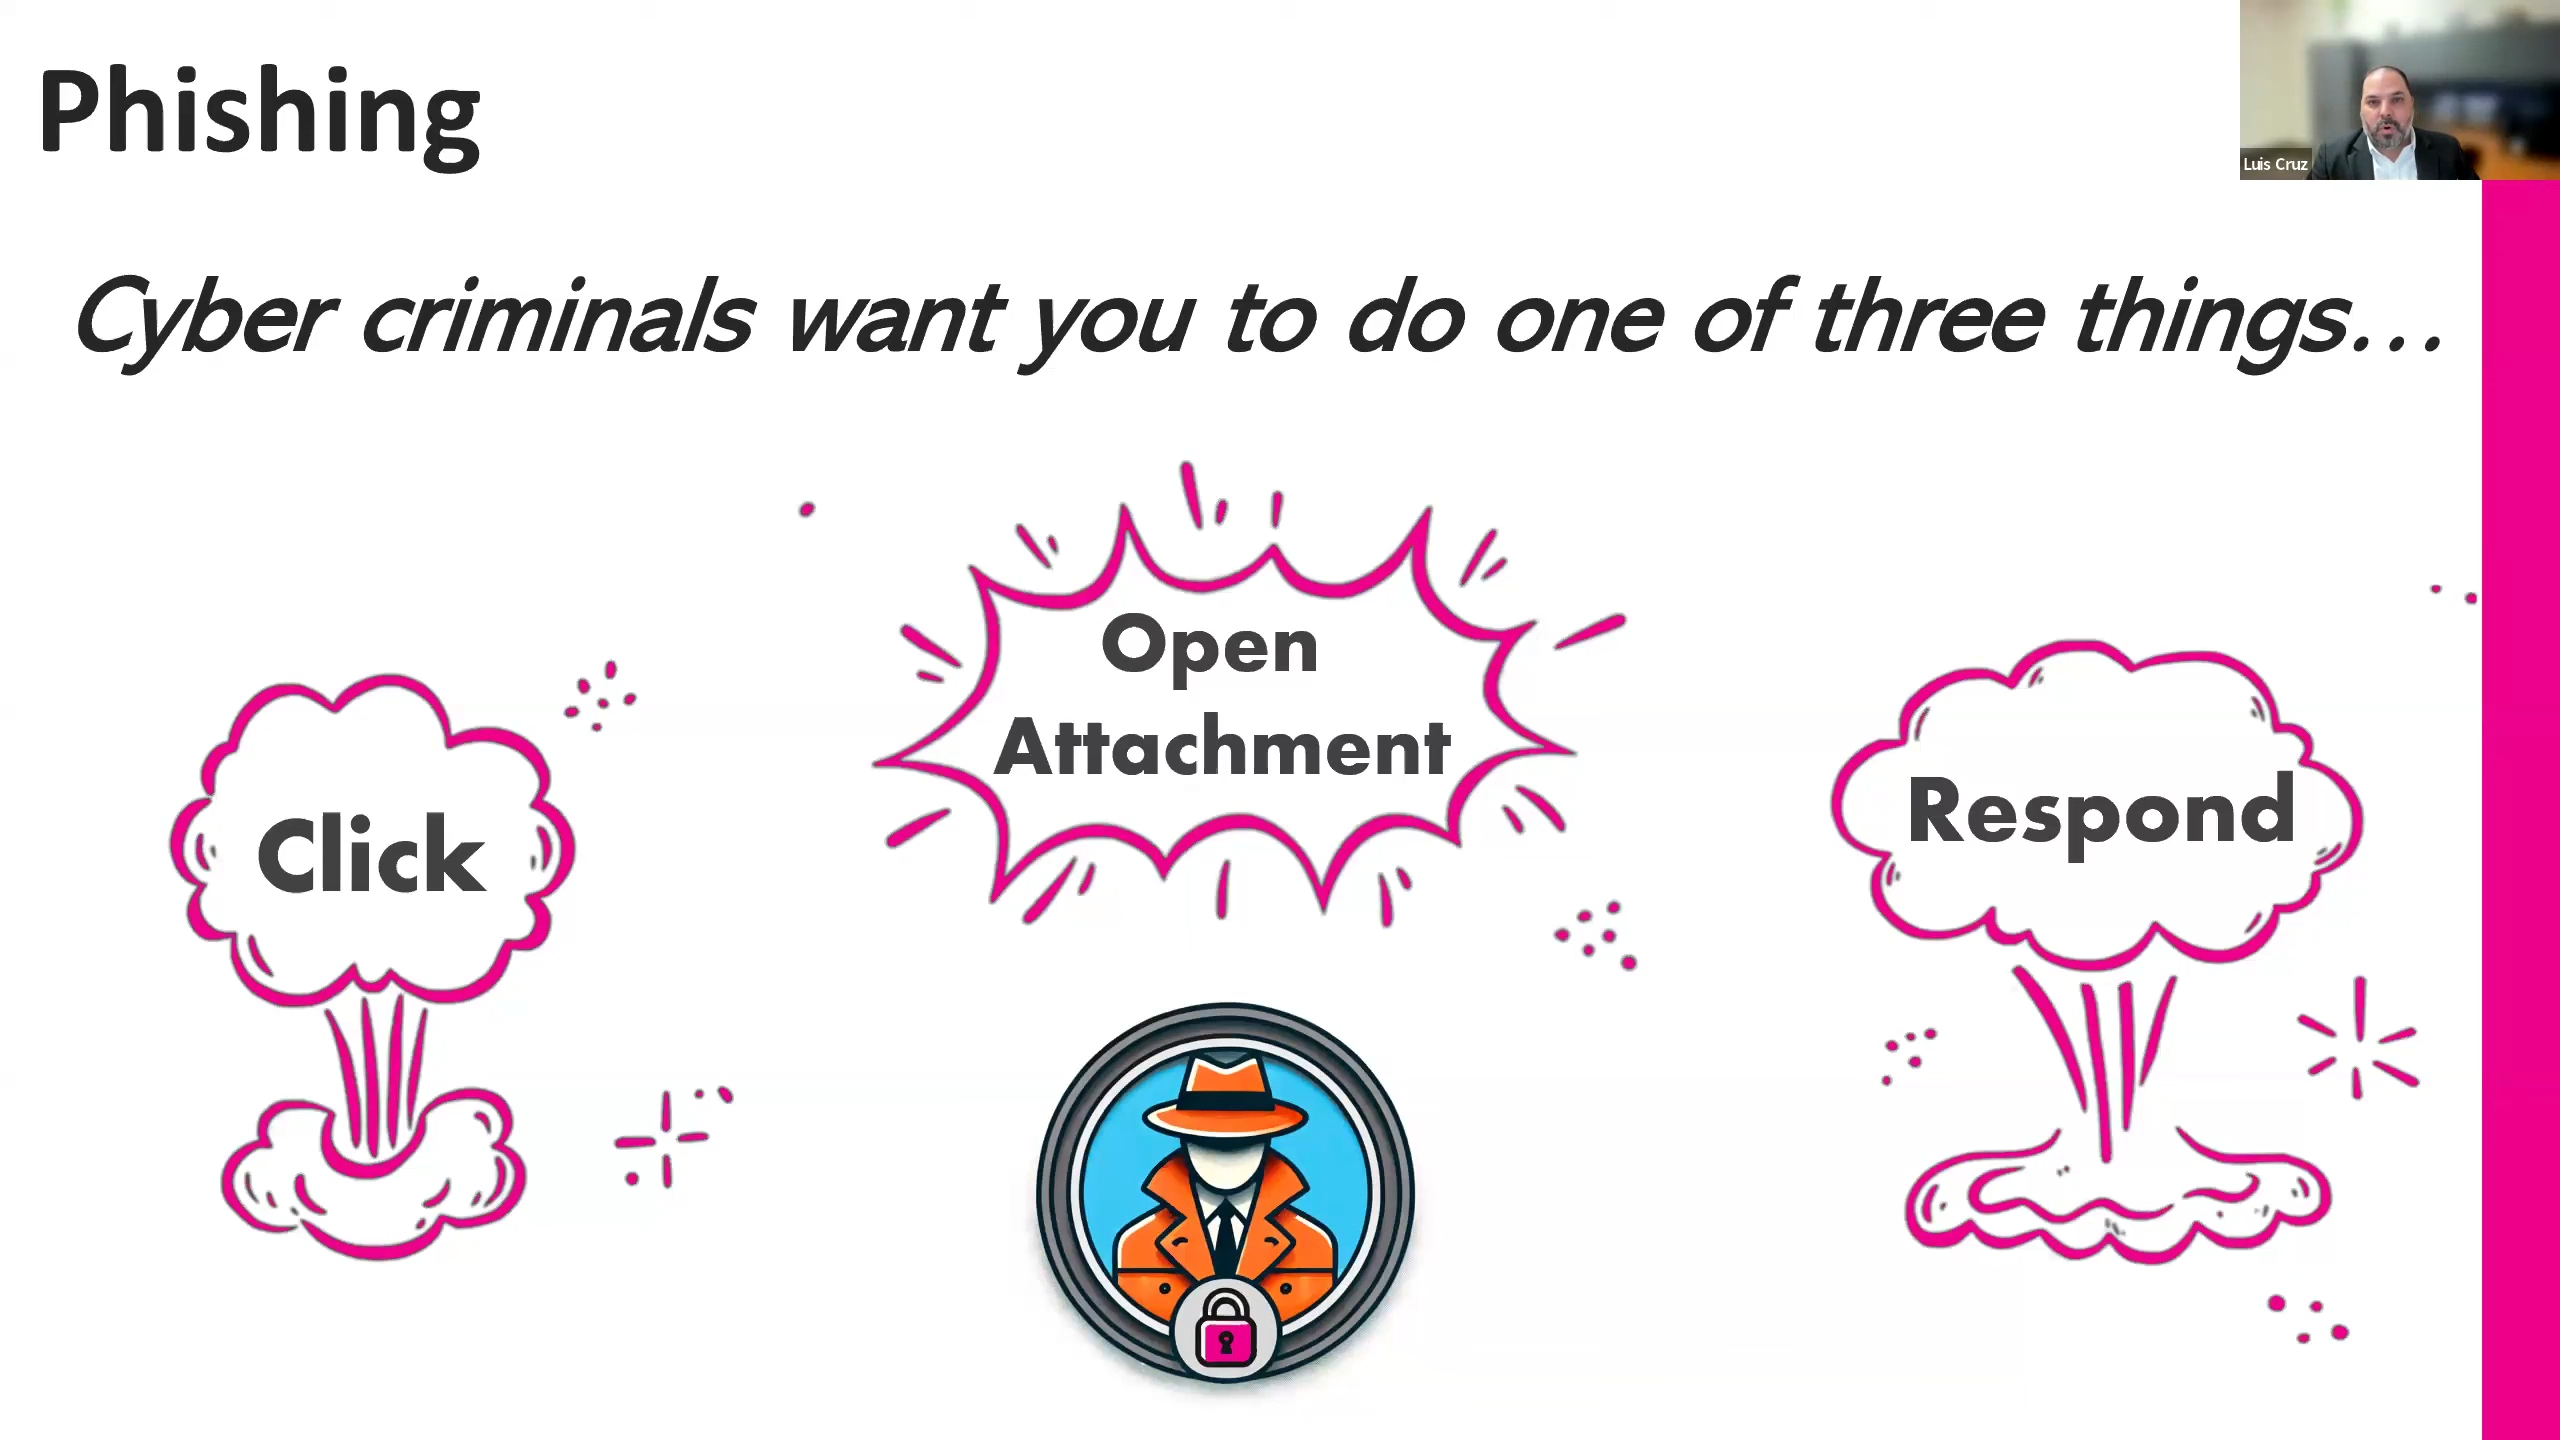 Phishing
Luis Cruz
Cyber criminals want you to do one of three things...
Open
Attachment
Click
Respond